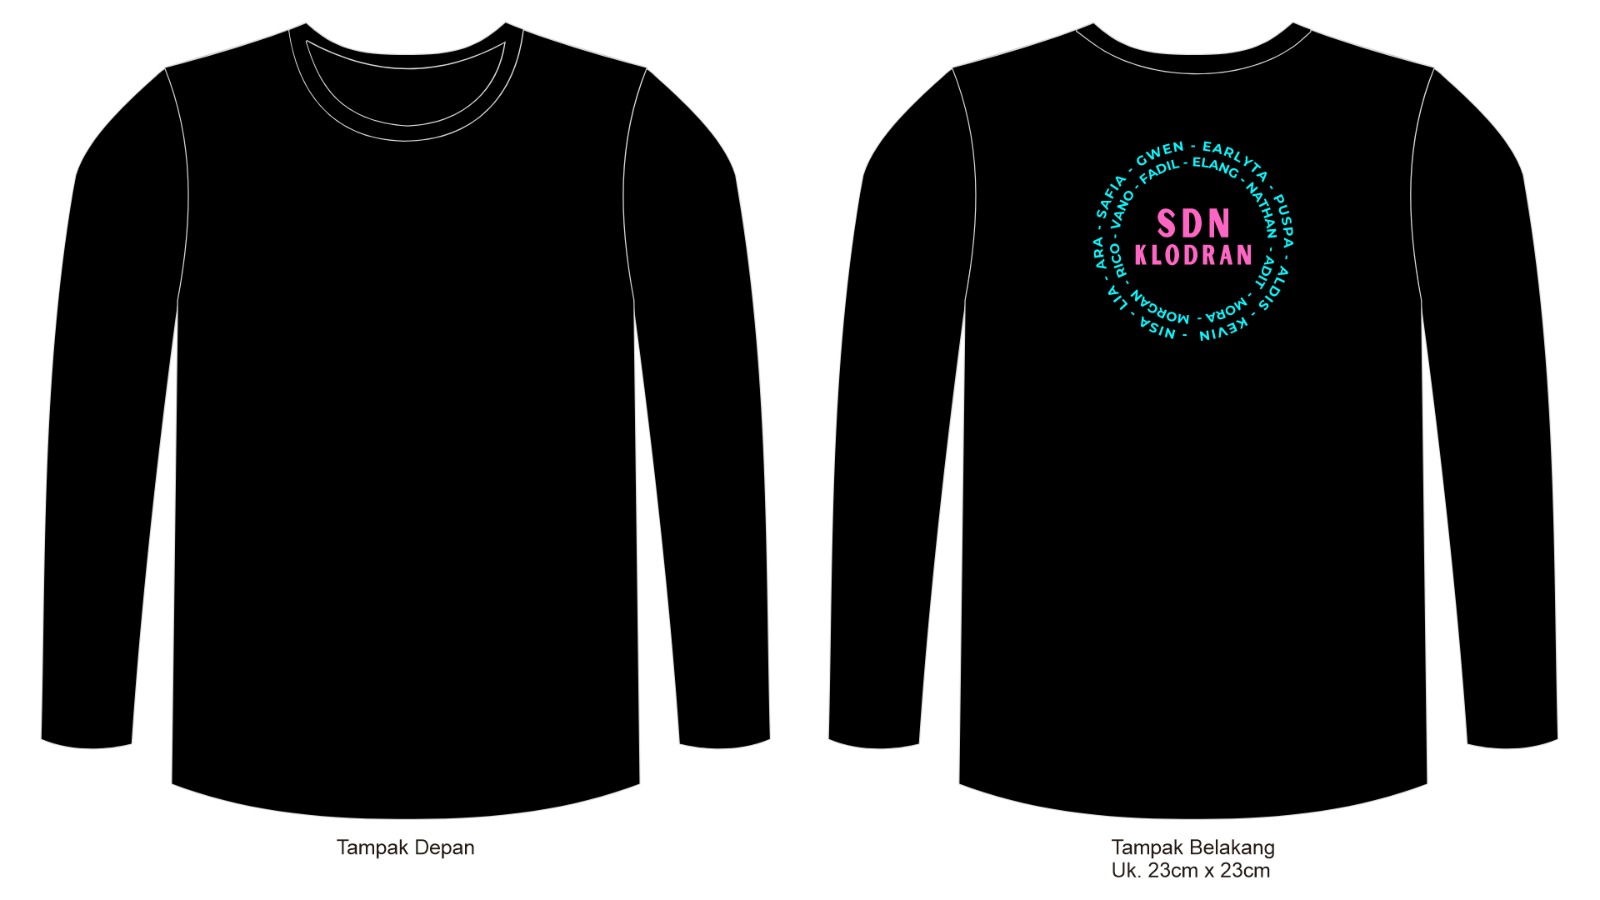 GWEN - EARLYTA - PUSPA - ALDIS - KEVIN - NISA - LIA - ARA - SAFIA -
FADIL - ELANG - NATHAN - ADIT - MORA - MORGAN - RICO - VANO -
SDN
KLODRAN
Tampak Depan
Tampak Belakang
Uk. 23cm x 23cm